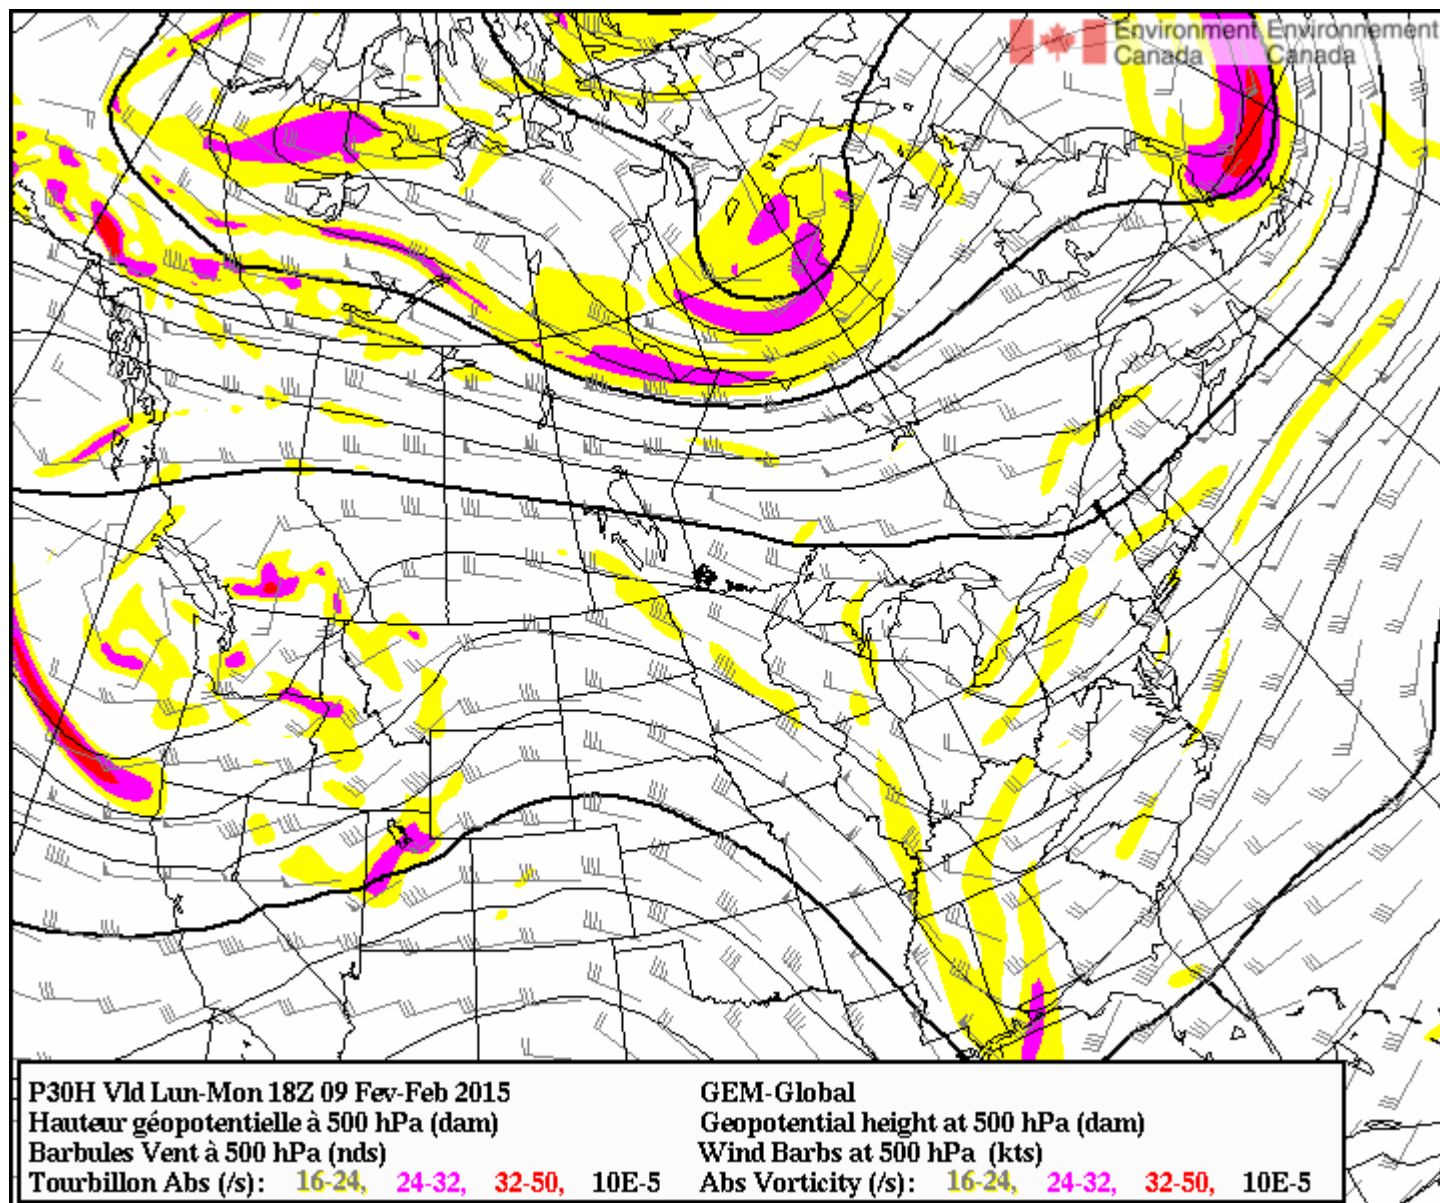 Environment Environnement
Canada Canada
P30H Vld Lun-Mon 18Z 09 Fev-Feb 2015 GEM-Global
Hauteur géopotentielle à 500 hPa (dam) Geopotential height at 500 hPa (dam)
Barbules Vent à 500 hPa (nds) Wind Barbs at 500 hPa (kts)
Tourbillon Abs (/s): 16-24, 24-32, 32-50, 10E-5 Abs Vorticity (/s): 16-24, 24-32, 32-50, 10E-5